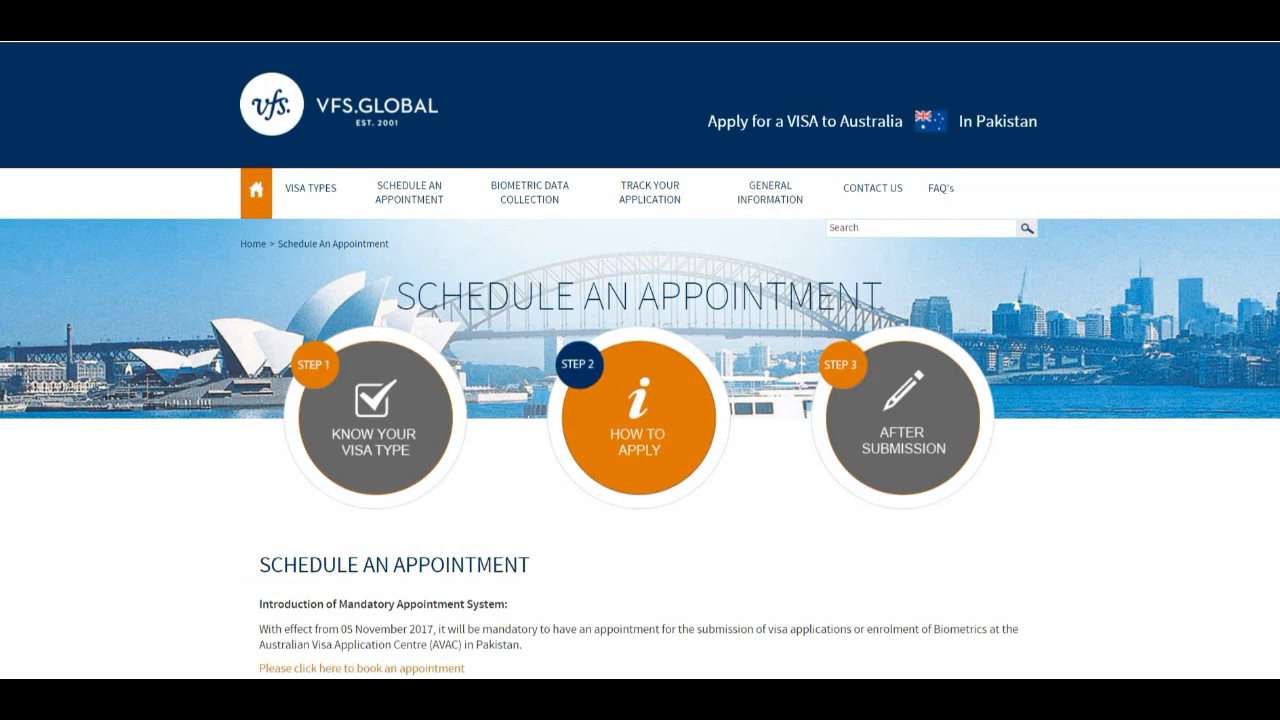 vfs.
VFS.GLOBAL
EST. 2001
Apply for a VISA to Australia In Pakistan
VISA TYPES
SCHEDULE AN
APPOINTMENT
BIOMETRIC DATA
COLLECTION
TRACK YOUR
APPLICATION
GENERAL
INFORMATION
CONTACT US
FAQ's
Search
Home > Schedule An Appointment
SCHEDULE AN APPOINTMENT
STEP 1
KNOW YOUR
VISA TYPE
STEP 2
HOW TO
APPLY
STEP 3
AFTER
SUBMISSION
SCHEDULE AN APPOINTMENT
Introduction of Mandatory Appointment System:
With effect from 05 November 2017, it will be mandatory to have an appointment for the submission of visa applications or enrolment of Biometrics at the
Australian Visa Application Centre (AVAC) in Pakistan.
Please click here to book an appointment